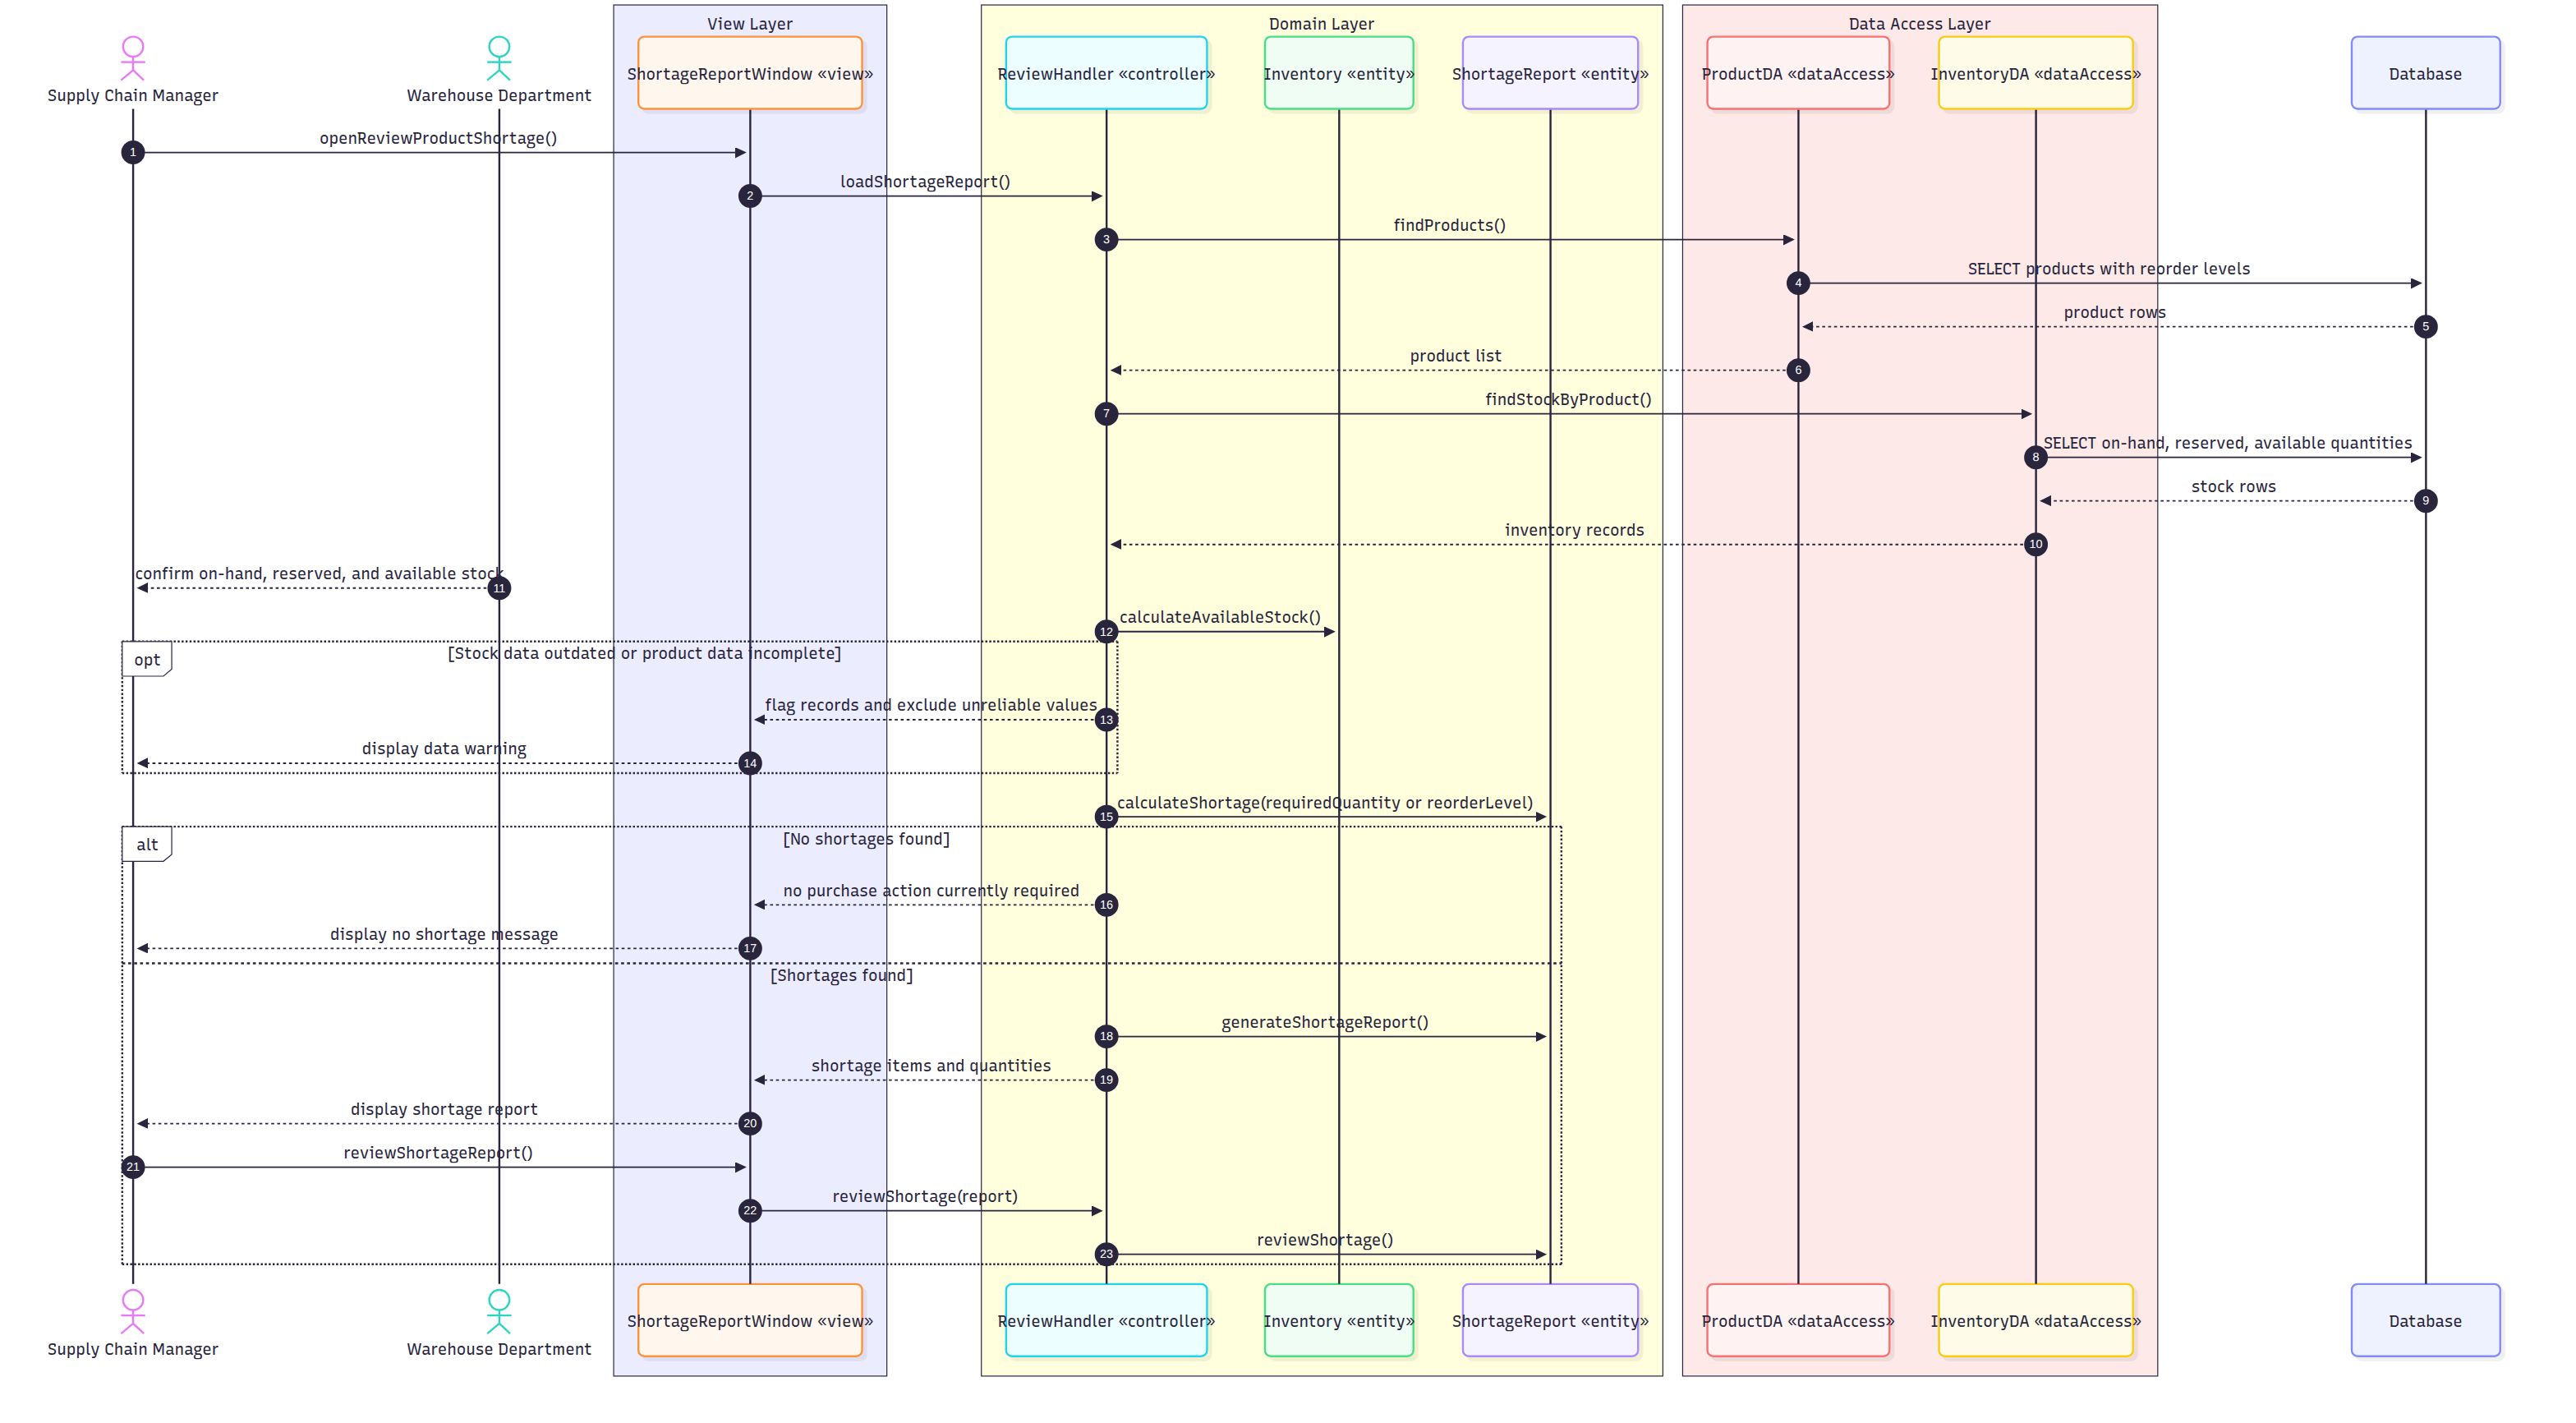 View Layer
Domain Layer
Data Access Layer
Supply Chain Manager
Warehouse Department
ShortageReportWindow «view»
ReviewHandler «controller»
Inventory «entity»
ShortageReport «entity»
ProductDA «dataAccess»
InventoryDA «dataAccess»
Database
openReviewProductShortage()
1
loadShortageReport()
2
findProducts()
3
SELECT products with reorder levels
4
product rows
5
product list
6
findStockByProduct()
7
SELECT on-hand, reserved, available quantities
8
stock rows
9
inventory records
10
confirm on-hand, reserved, and available stock
11
calculateAvailableStock()
12
opt
[Stock data outdated or product data incomplete]
flag records and exclude unreliable values
13
display data warning
14
calculateShortage(requiredQuantity or reorderLevel)
15
alt
[No shortages found]
no purchase action currently required
16
display no shortage message
17
[Shortages found]
generateShortageReport()
18
shortage items and quantities
19
display shortage report
20
reviewShortageReport()
21
reviewShortage(report)
22
reviewShortage()
23
Supply Chain Manager
Warehouse Department
ShortageReportWindow «view»
ReviewHandler «controller»
Inventory «entity»
ShortageReport «entity»
ProductDA «dataAccess»
InventoryDA «dataAccess»
Database